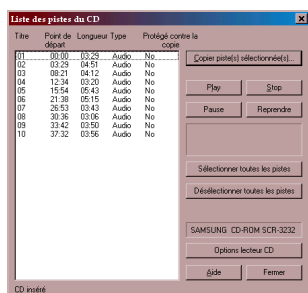 Liste des pistes du CD
Titre Point de départ Longueur Type Protégé contre la copie
01 00:00 03:29 Audio No
02 03:29 04:51 Audio No
03 08:21 04:12 Audio No
04 12:34 03:20 Audio No
05 15:54 05:43 Audio No
06 21:38 05:15 Audio No
07 26:53 03:43 Audio No
08 30:36 03:06 Audio No
09 33:42 03:50 Audio No
10 37:32 03:56 Audio No
Copier piste(s) sélectionnée(s)...
Play Stop
Pause Reprendre
Sélectionner toutes les pistes
Désélectionner toutes les pistes
SAMSUNG CD-ROM SCR-3232
Options lecteur CD
Aide Fermer
CD inséré